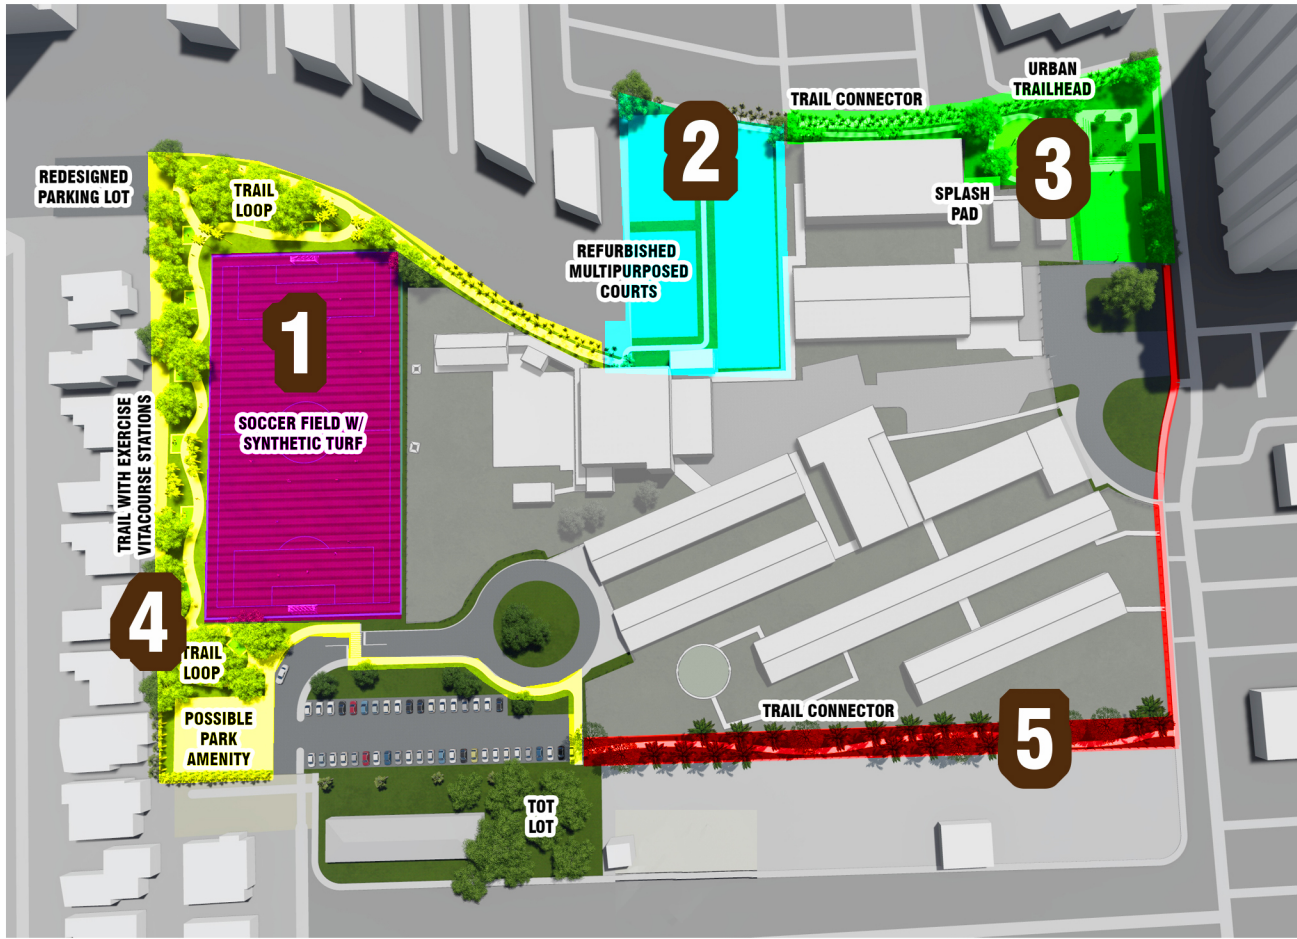 URBAN
TRAILHEAD
TRAIL CONNECTOR
2
3
REDESIGNED
PARKING LOT
TRAIL
LOOP
SPLASH
PAD
REFURBISHED
MULTIPURPOSED
COURTS
1
SOCCER FIELD W/
SYNTHETIC TURF
TRAIL WITH EXERCISE
VITACOURSE STATIONS
4
TRAIL
LOOP
POSSIBLE
PARK
AMENITY
TRAIL CONNECTOR
5
TOT
LOT